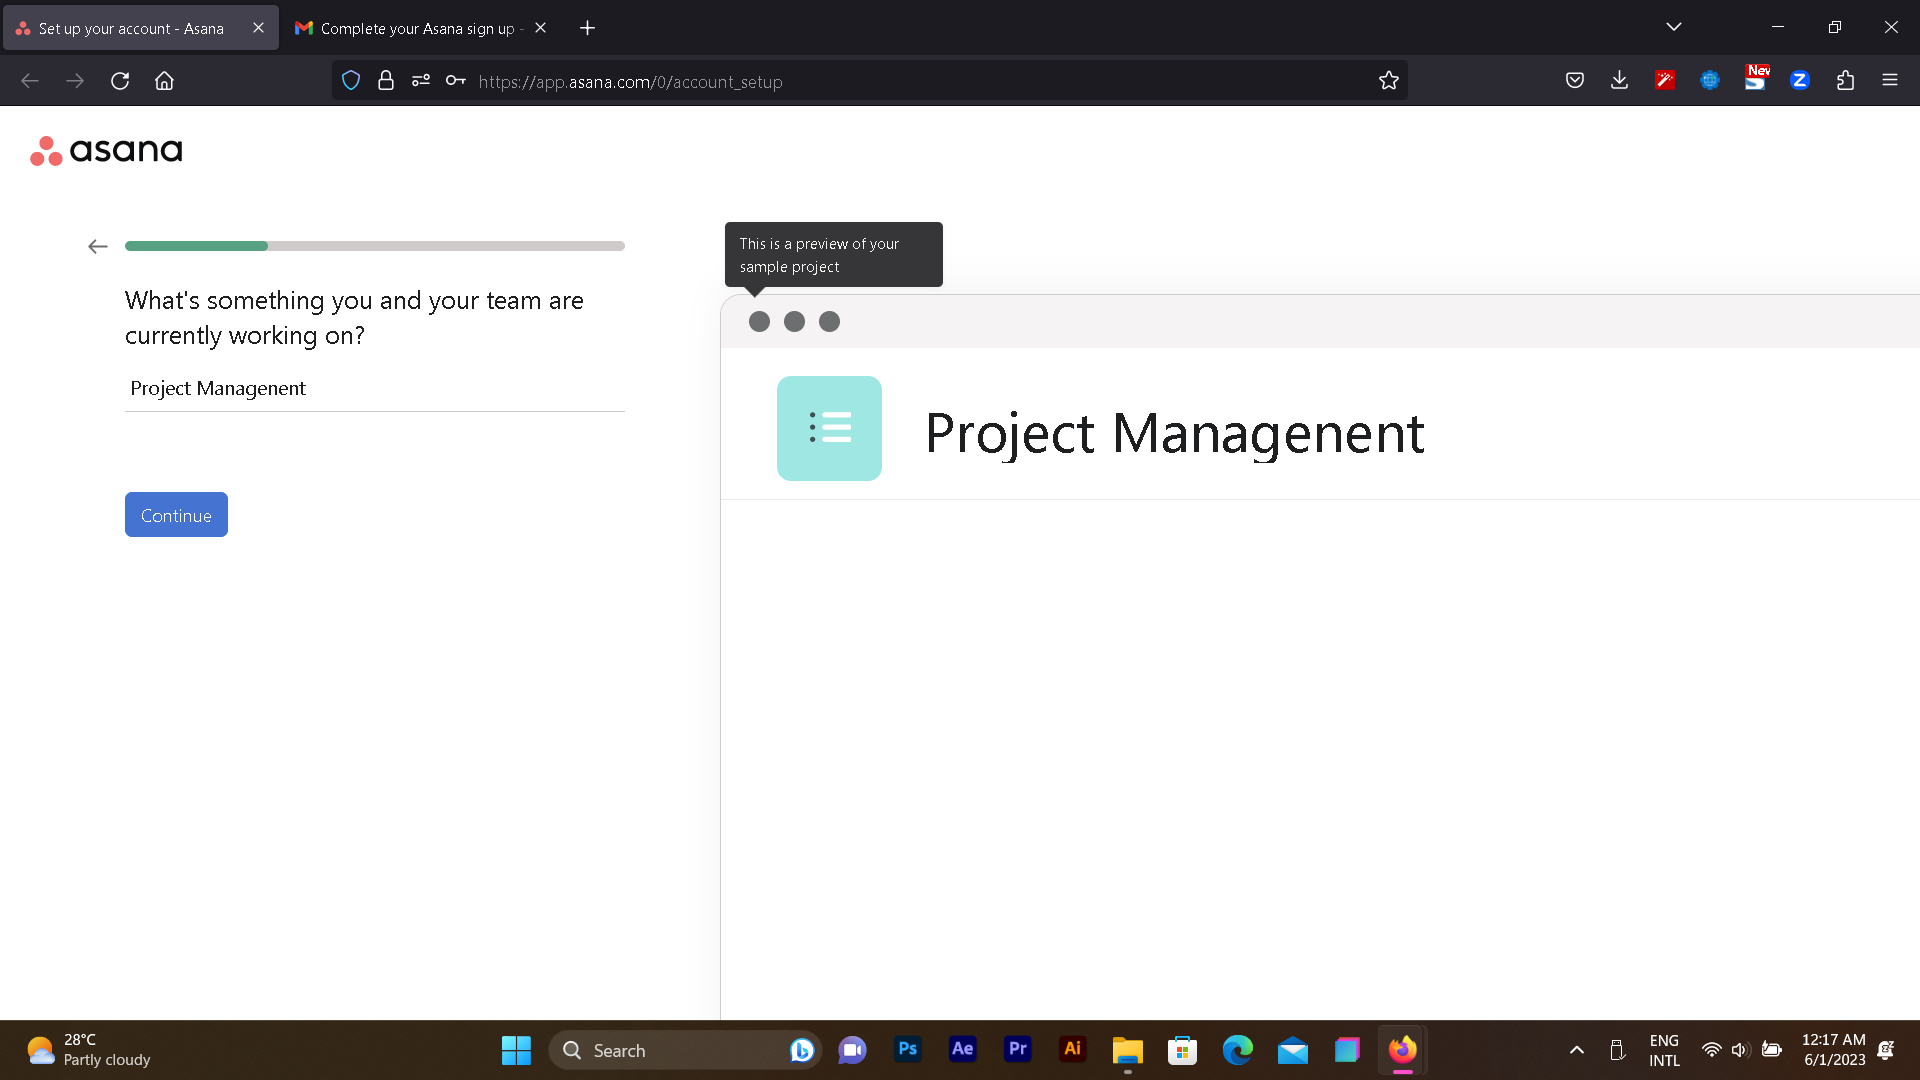 Set up your account - Asana
Complete your Asana sign up -
https://app.asana.com/0/account_setup
New
Z
asana
This is a preview of your
sample project
What's something you and your team are
currently working on?
Project Managenent
Project Managenent
Continue
28°C
Partly cloudy
Search
Ps
Ae
Pr
Ai
ENG
INTL
12:17 AM
6/1/2023